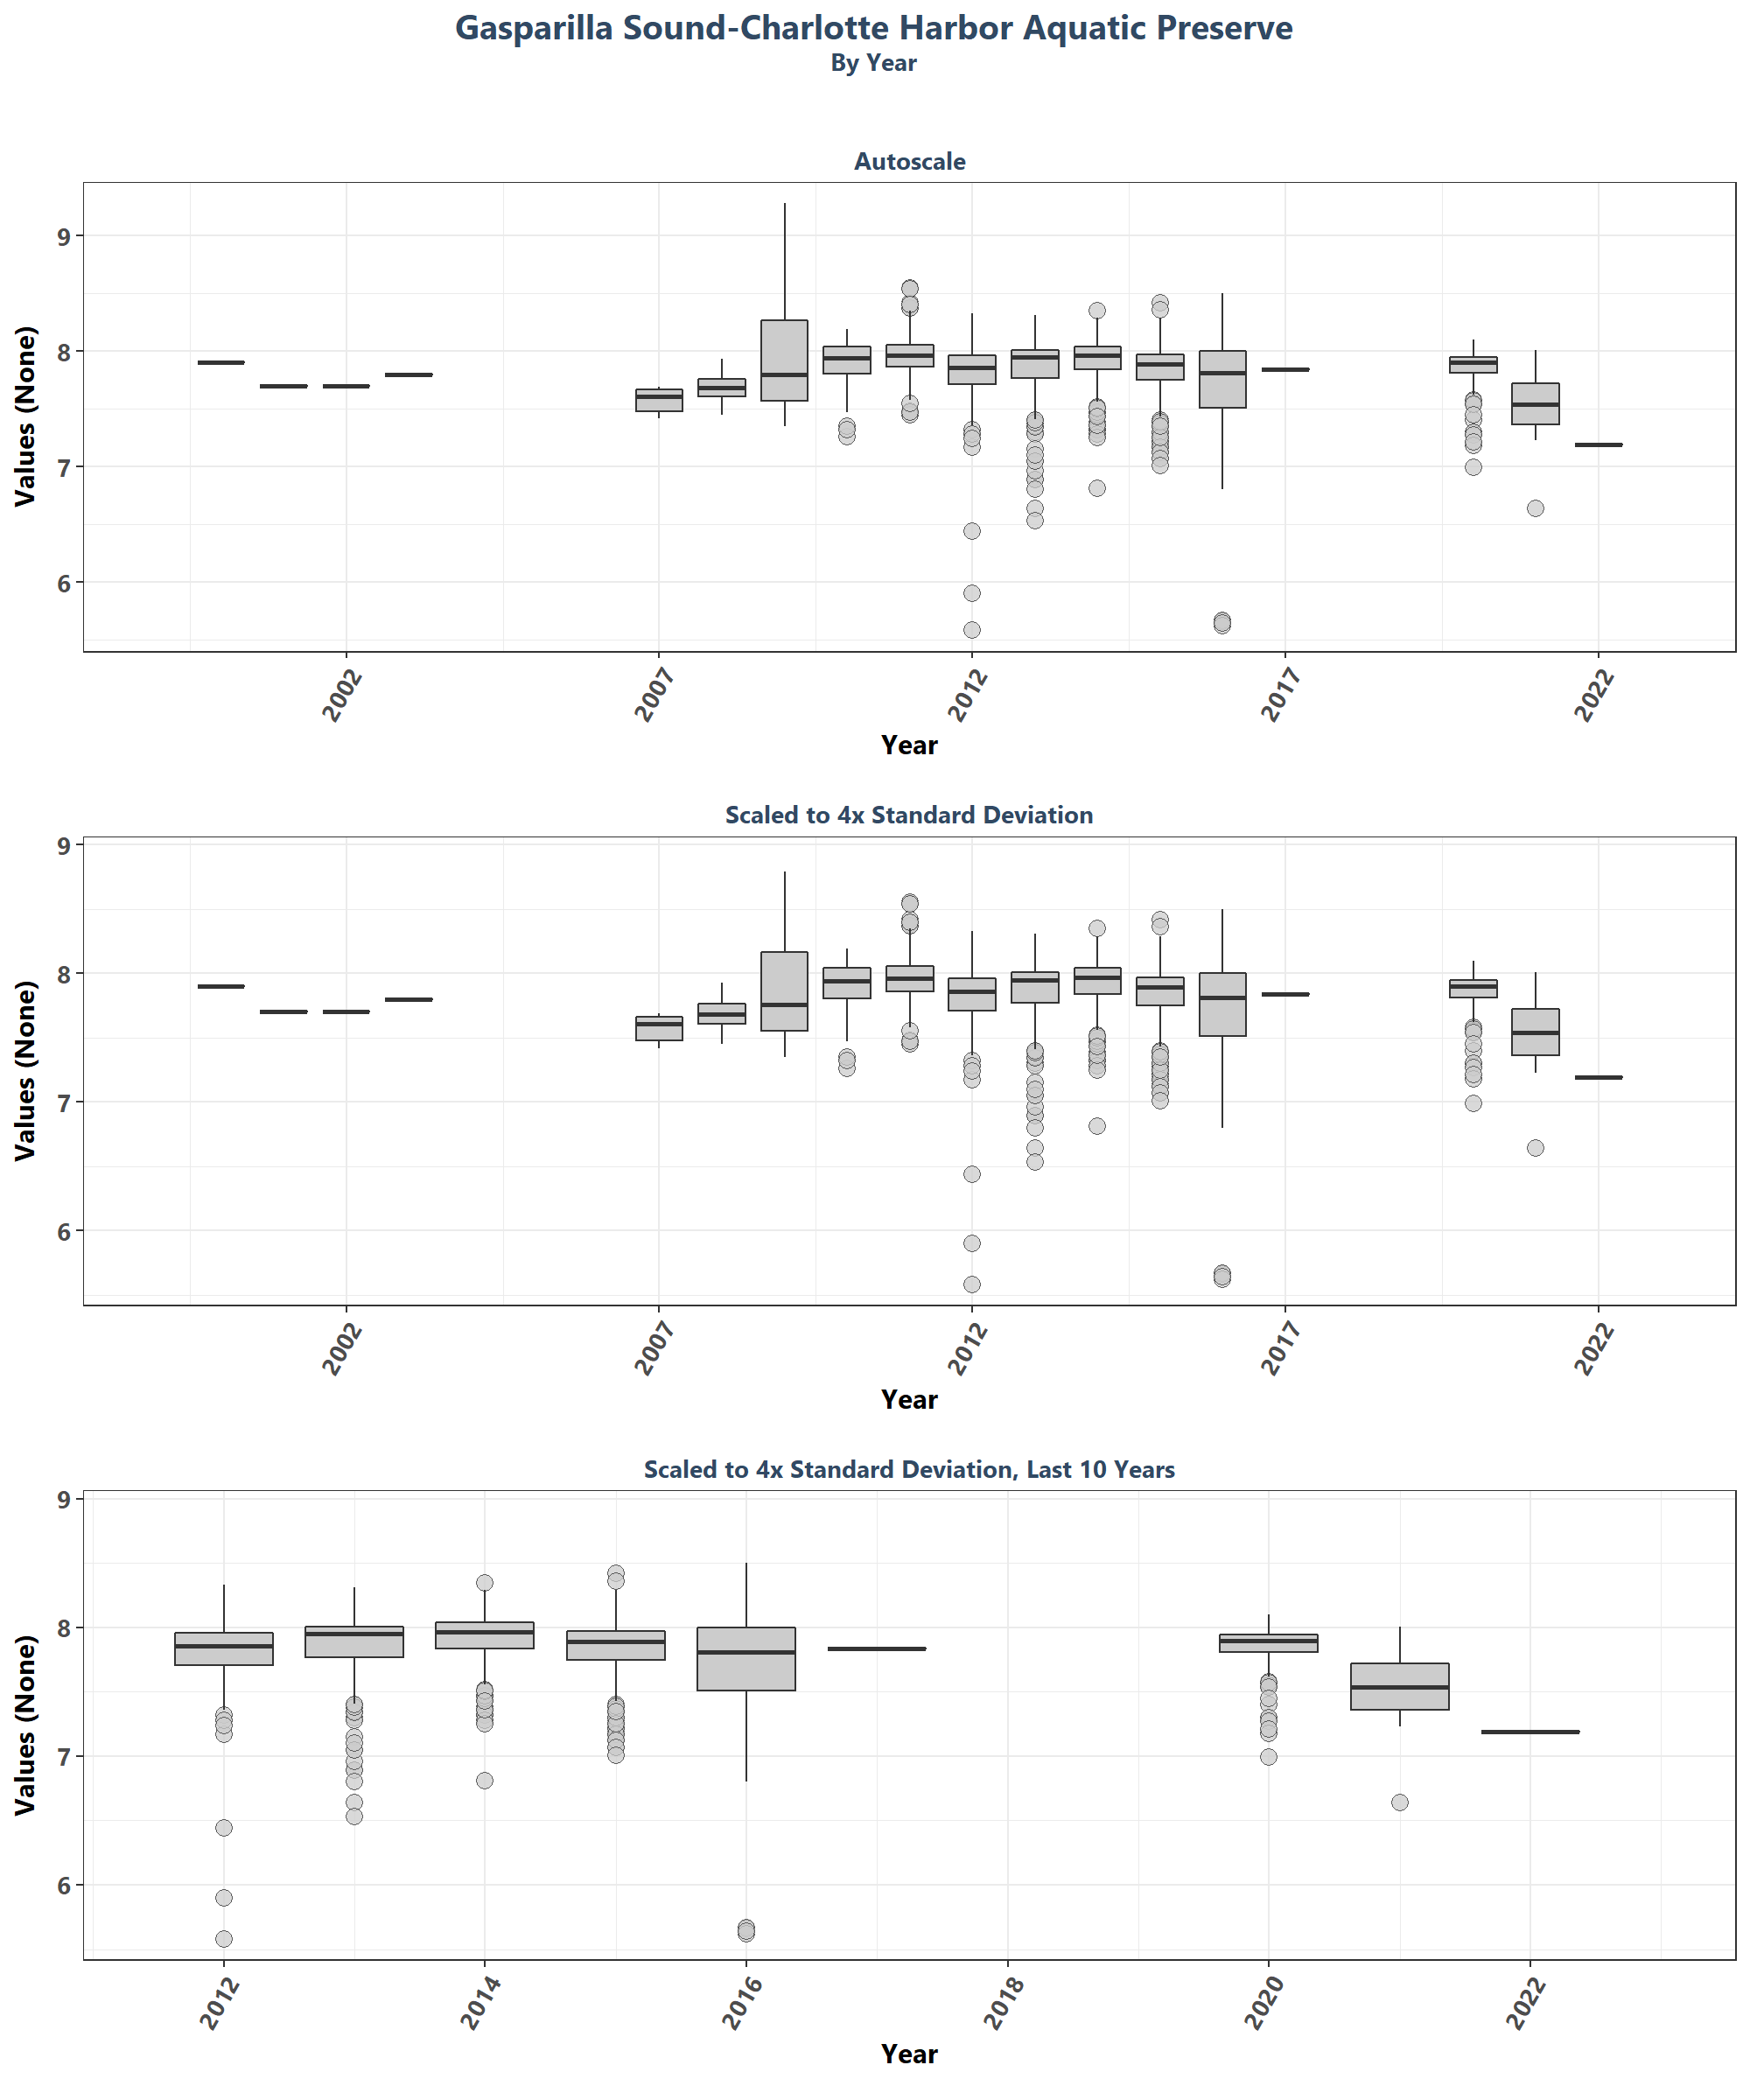 Gasparilla Sound-Charlotte Harbor Aquatic Preserve
By Year
Autoscale
Values (None)
9
8
7
6
2002 2007 2012 2017 2022
Year
Scaled to 4x Standard Deviation
Values (None)
9
8
7
6
2002 2007 2012 2017 2022
Year
Scaled to 4x Standard Deviation, Last 10 Years
Values (None)
9
8
7
6
2012 2014 2016 2018 2020 2022
Year